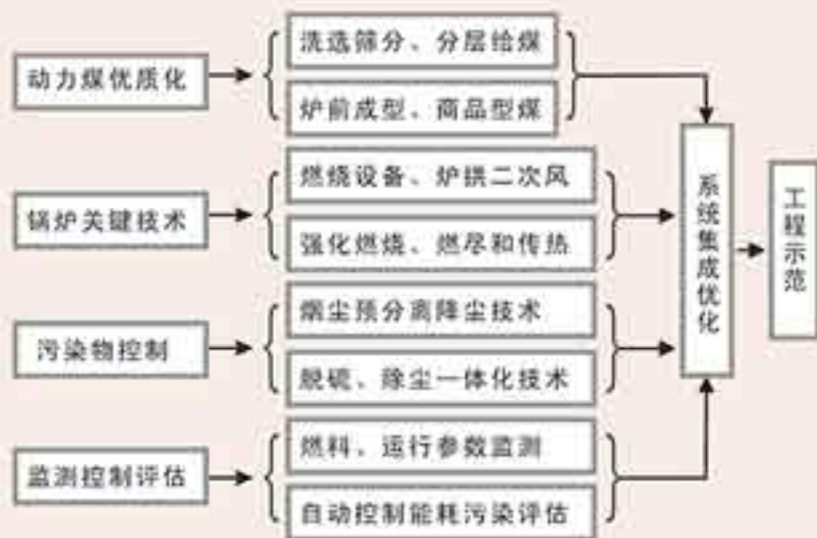 动力煤优质化
洗选筛分、分层给煤
炉前成型、商品型煤
锅炉关键技术
燃烧设备、炉拱二次风
强化燃烧、燃尽和传热
污染物控制
烟尘预分离降尘技术
脱硫、除尘一体化技术
监测控制评估
燃料、运行参数监测
自动控制能耗污染评估
系统集成优化
工程示范